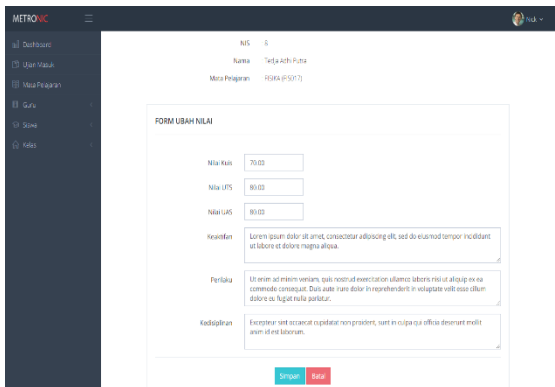 METRONIC
Nick
Dashboard
Ujian Masuk
Mata Pelajaran
Guru
Siswa
Kelas
NIS 6
Nama Tedja Adhi Putra
Mata Pelajaran FISIKA (FIS017)
FORM UBAH NILAI
Nilai Kuis 70.00
Nilai UTS 80.00
Nilai UAS 80.00
Keaktifan Lorem ipsum dolor sit amet, consectetur adipiscing elit, sed do eiusmod tempor incididunt
ut labore et dolore magna aliqua.
Perilaku Ut enim ad minim veniam, quis nostrud exercitation ullamco laboris nisi ut aliquip ex ea
commodo consequat. Duis aute irure dolor in reprehenderit in voluptate velit esse cillum
dolore eu fugiat nulla pariatur.
Kedisiplinan Excepteur sint occaecat cupidatat non proident, sunt in culpa qui officia deserunt mollit
anim id est laborum.
Simpan Batal